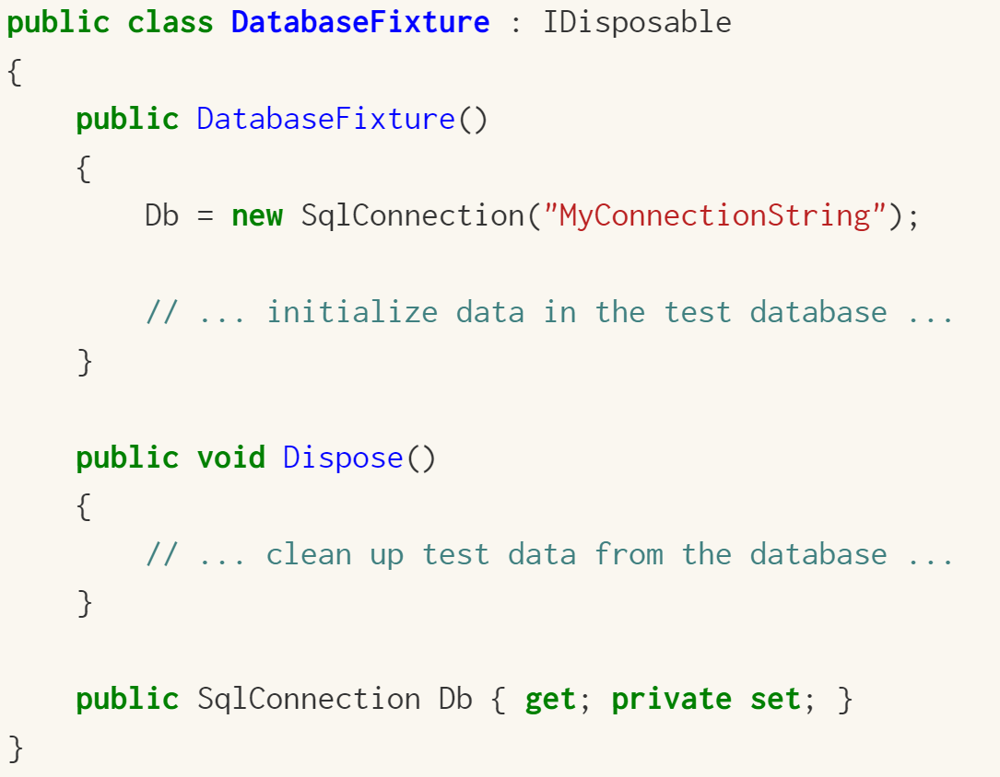 public class DatabaseFixture : IDisposable
{
    public DatabaseFixture()
    {
        Db = new SqlConnection("MyConnectionString");

        // ... initialize data in the test database ...
    }

    public void Dispose()
    {
        // ... clean up test data from the database ...
    }

    public SqlConnection Db { get; private set; }
}